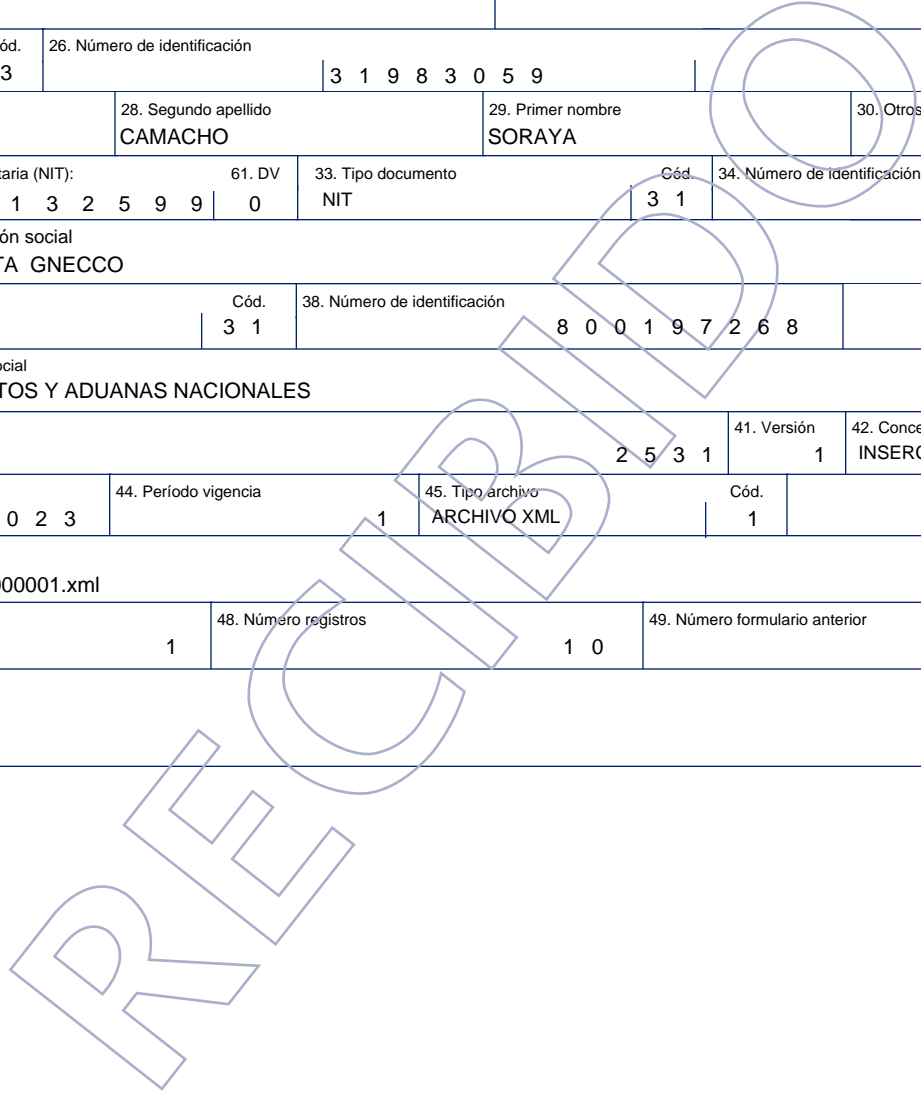 ód. 26. Número de identificación
3 3 1 9 8 3 0 5 9
28. Segundo apellido 29. Primer nombre 30. Otros
CAMACHO SORAYA
taria (NIT): 61. DV 33. Tipo documento Cód. 34. Número de identificación
1 3 2 5 9 9 0 NIT 3 1
ón social
TA GNECCO
Cód. 38. Número de identificación
3 1 8 0 0 1 9 7 2 6 8
ocial
TOS Y ADUANAS NACIONALES
41. Versión 42. Conce
2 5 3 1 1 INSERC
44. Período vigencia 45. Tipo archivo Cód.
0 2 3 1 ARCHIVO XML 1
000001.xml
48. Número registros 49. Número formulario anterior
1 1 0
RECIBIDO